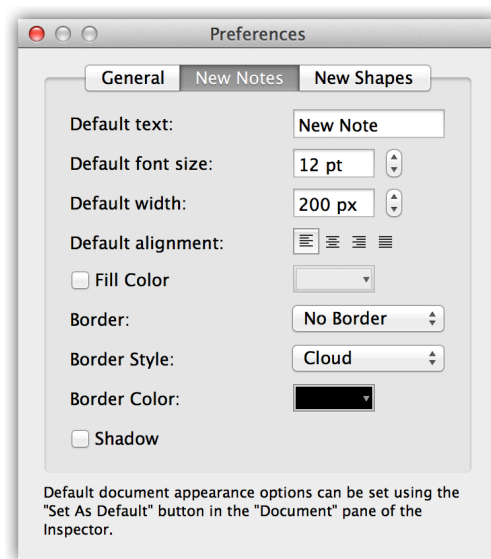 Preferences
General New Notes New Shapes
Default text: New Note
Default font size: 12 pt
Default width: 200 px
Default alignment:
Fill Color
Border: No Border
Border Style: Cloud
Border Color:
Shadow
Default document appearance options can be set using the
"Set As Default" button in the "Document" pane of the
Inspector.